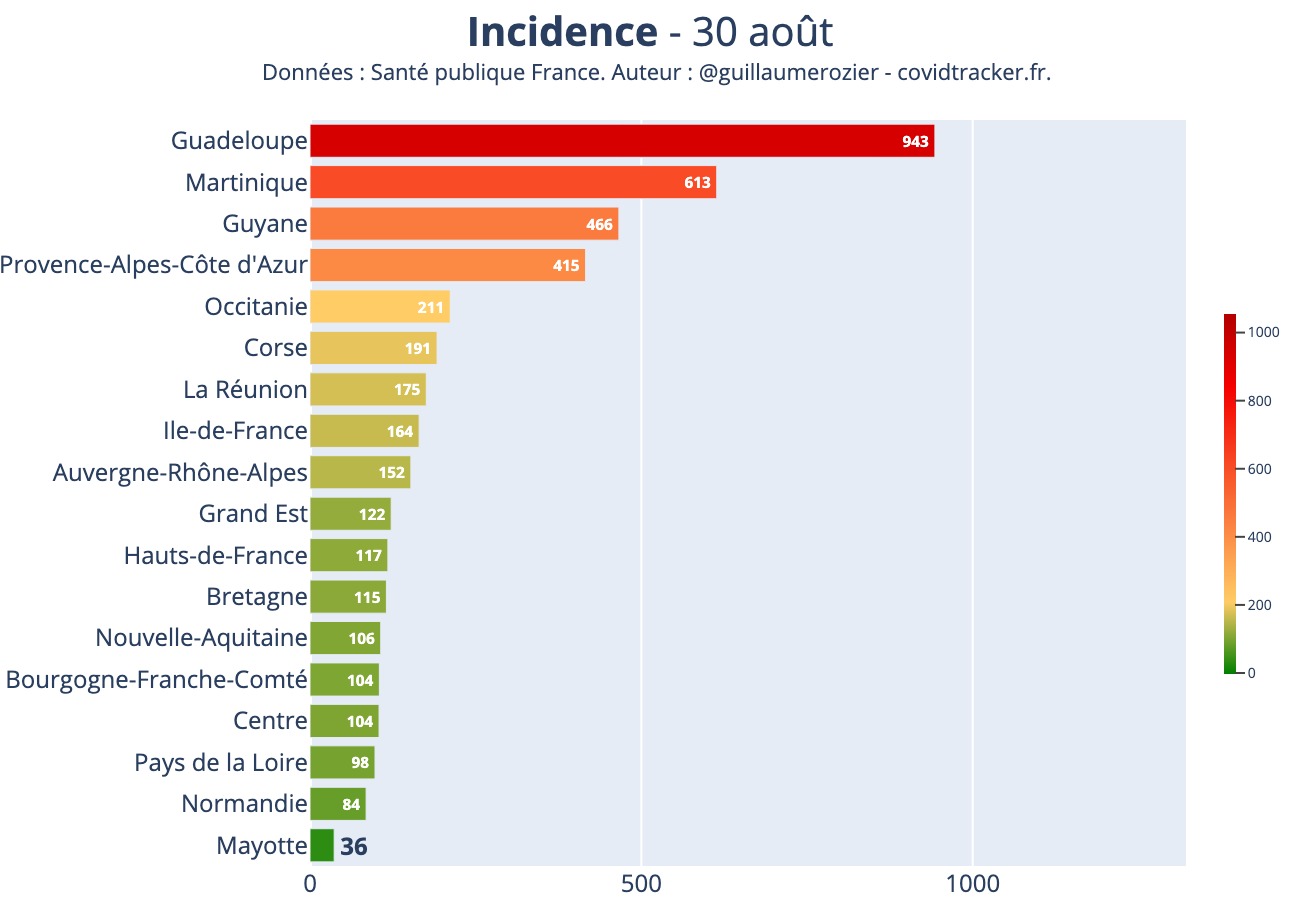 Incidence - 30 août
Données : Santé publique France. Auteur : @guillaumerozier - covidtracker.fr.
Guadeloupe 943
Martinique 613
Guyane 466
Provence-Alpes-Côte d'Azur 415
Occitanie 211
Corse 191
La Réunion 175
Ile-de-France 164
Auvergne-Rhône-Alpes 152
Grand Est 122
Hauts-de-France 117
Bretagne 115
Nouvelle-Aquitaine 106
Bourgogne-Franche-Comté 104
Centre 104
Pays de la Loire 98
Normandie 84
Mayotte 36
0 500 1000
1000
800
600
400
200
0